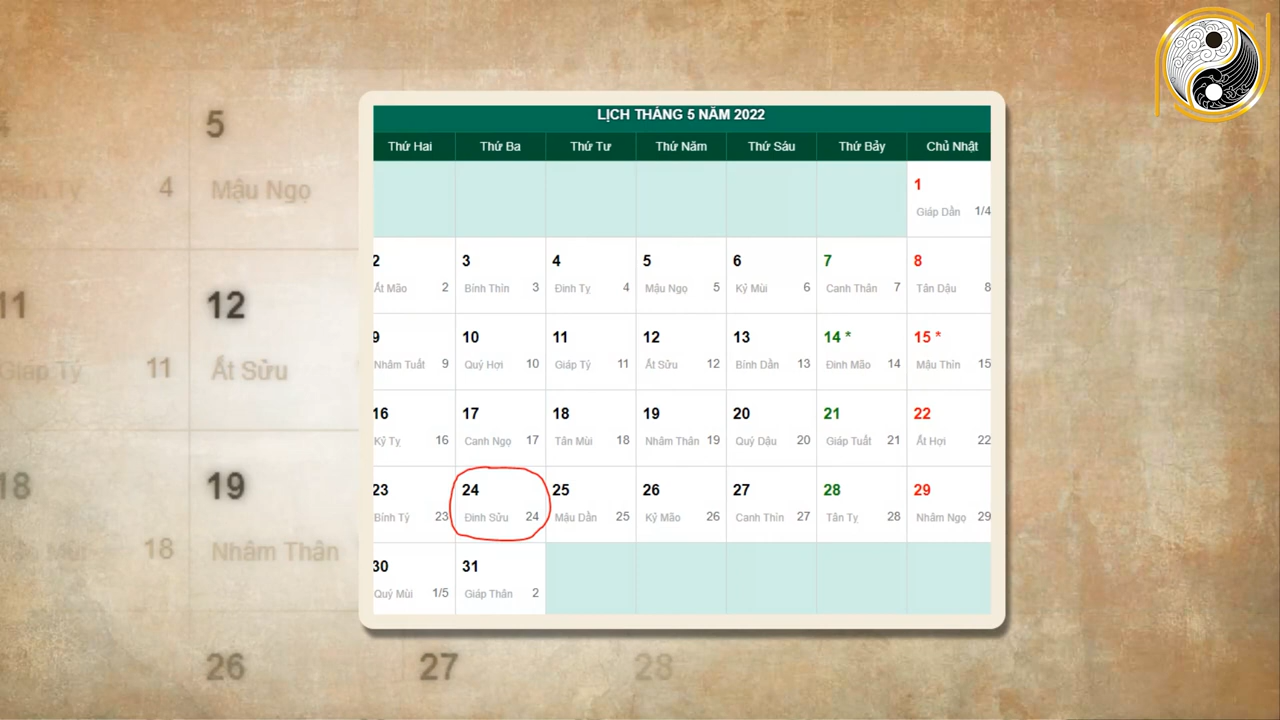 LỊCH THÁNG 5 NĂM 2022
Thứ Hai Thứ Ba Thứ Tư Thứ Năm Thứ Sáu Thứ Bảy Chủ Nhật
1
Giáp Dần 1/4
2 3 4 5 6 7 8
Ất Mão 2 Bính Thìn 3 Đinh Tỵ 4 Mậu Ngọ 5 Kỷ Mùi 6 Canh Thân 7 Tân Dậu 8
9 10 11 12 13 14 * 15 *
Nhâm Tuất 9 Quý Hợi 10 Giáp Tý 11 Ất Sửu 12 Bính Dần 13 Đinh Mão 14 Mậu Thìn 15
16 17 18 19 20 21 22
Kỷ Tỵ 16 Canh Ngọ 17 Tân Mùi 18 Nhâm Thân 19 Quý Dậu 20 Giáp Tuất 21 Ất Hợi 22
23 24 25 26 27 28 29
Bính Tý 23 Đinh Sửu 24 Mậu Dần 25 Kỷ Mão 26 Canh Thìn 27 Tân Tỵ 28 Nhâm Ngọ 29
30 31
Quý Mùi 1/5 Giáp Thân 2
5
4 Mậu Ngọ
11 12
Giáp Tý 11 Ất Sửu
18 19
18 Nhâm Thân
26 27 28